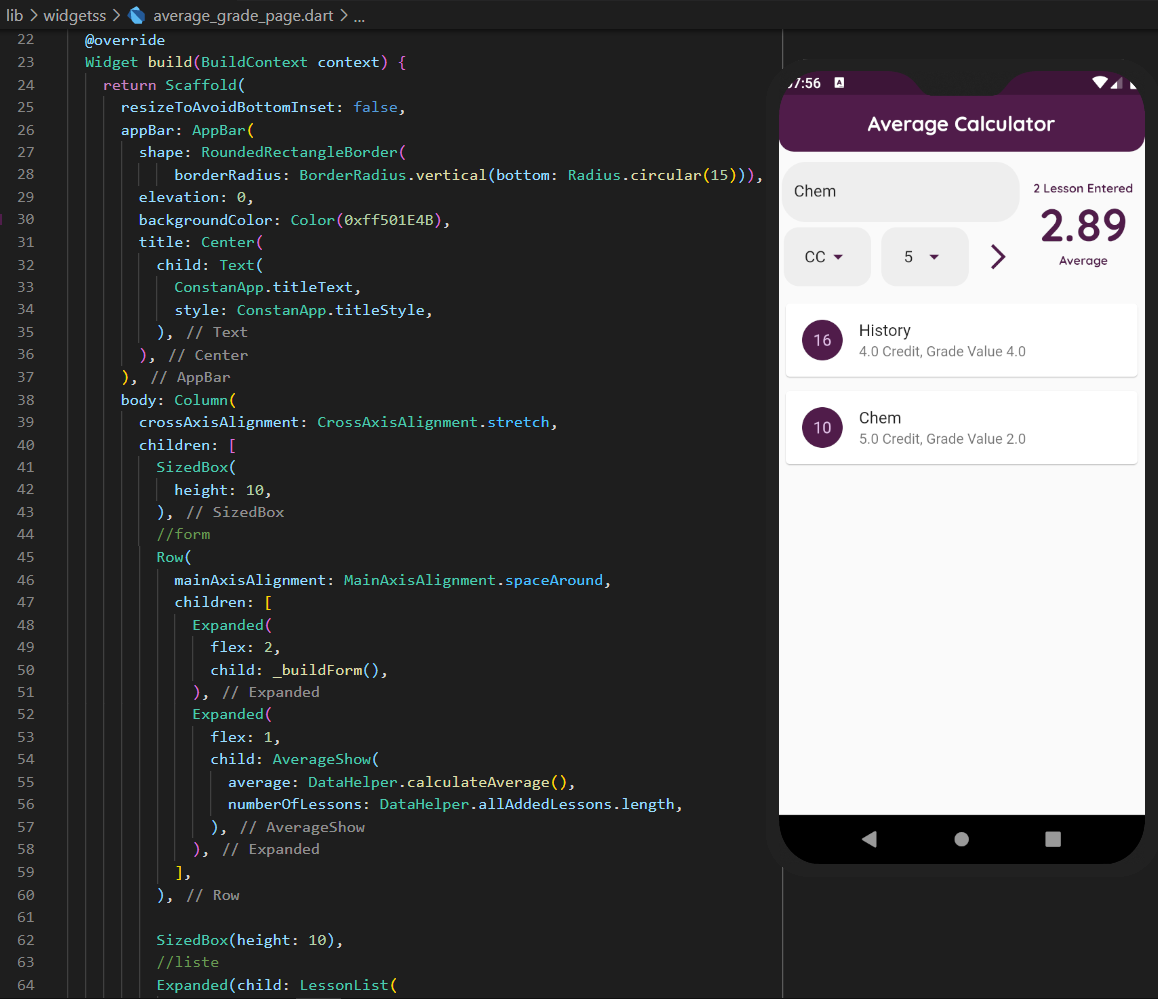 lib > widgetss > average_grade_page.dart > ...
22 @override
23 Widget build(BuildContext context) {
24 return Scaffold(
25 resizeToAvoidBottomInset: false,
26 appBar: AppBar(
27 shape: RoundedRectangleBorder(
28 borderRadius: BorderRadius.vertical(bottom: Radius.circular(15))),
29 elevation: 0,
30 backgroundColor: Color(0xff501E4B),
31 title: Center(
32 child: Text(
33 ConstanApp.titleText,
34 style: ConstanApp.titleStyle,
35 ), // Text
36 ), // Center
37 ), // AppBar
38 body: Column(
39 crossAxisAlignment: CrossAxisAlignment.stretch,
40 children: [
41 SizedBox(
42 height: 10,
43 ), // SizedBox
44 //form
45 Row(
46 mainAxisAlignment: MainAxisAlignment.spaceAround,
47 children: [
48 Expanded(
49 flex: 2,
50 child: _buildForm(),
51 ), // Expanded
52 Expanded(
53 flex: 1,
54 child: AverageShow(
55 average: DataHelper.calculateAverage(),
56 numberOfLessons: DataHelper.allAddedLessons.length,
57 ), // AverageShow
58 ), // Expanded
59 ],
60 ), // Row
61
62 SizedBox(height: 10),
63 //liste
64 Expanded(child: LessonList(
7:56 A
Average Calculator
Chem
2 Lesson Entered
2.89
Average
CC
5
16
History
4.0 Credit, Grade Value 4.0
10
Chem
5.0 Credit, Grade Value 2.0